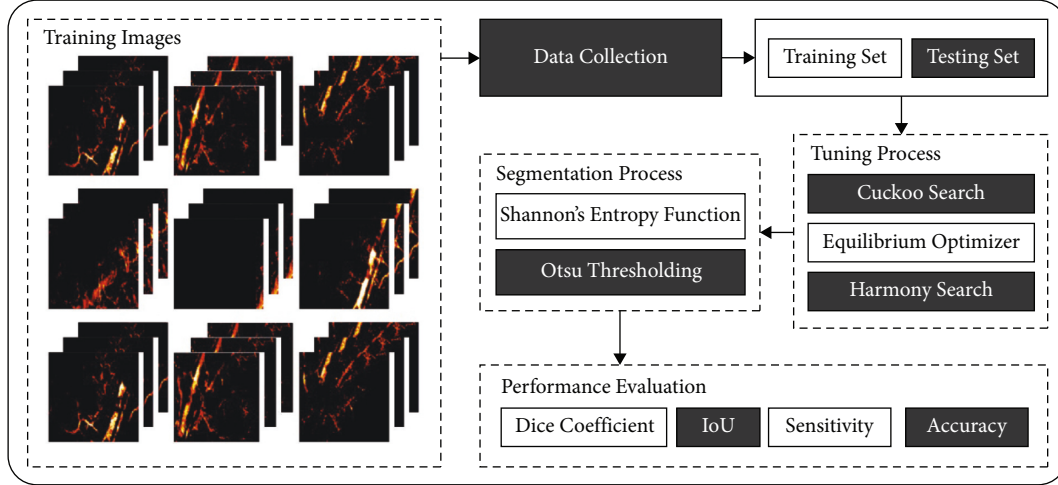 Training Images
Data Collection
Training Set
Testing Set
Tuning Process
Cuckoo Search
Equilibrium Optimizer
Harmony Search
Segmentation Process
Shannon's Entropy Function
Otsu Thresholding
Performance Evaluation
Dice Coefficient
IoU
Sensitivity
Accuracy